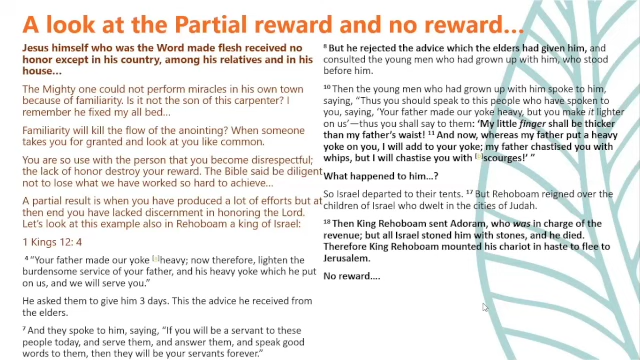 A look at the Partial reward and no reward...
Jesus himself who was the Word made flesh received no
honor except in his country, among his relatives and in his
house...
The Mighty one could not perform miracles in his own town
because of familiarity. Is it not the son of this carpenter? I
remember he fixed my all bed...
Familiarity will kill the flow of the anointing? When someone
takes you for granted and look at you like common.
You are so use with the person that you become disrespectful;
the lack of honor destroy your reward. The Bible said be diligent
not to lose what we have worked so hard to achieve...
A partial result is when you have produced a lot of efforts but at
then end you have lacked discernment in honoring the Lord.
Let's look at this example also in Rehoboam a king of Israel:
1 Kings 12: 4
4 "Your father made our yoke heavy; now therefore, lighten the
burdensome service of your father, and his heavy yoke which he put
on us, and we will serve you."
He asked them to give him 3 days. This the advice he received from
the elders.
7 And they spoke to him, saying, "If you will be a servant to these
people today, and serve them, and answer them, and speak good
words to them, then they will be your servants forever."
8 But he rejected the advice which the elders had given him, and
consulted the young men who had grown up with him, who stood
before him.
10 Then the young men who had grown up with him spoke to him,
saying, "Thus you should speak to this people who have spoken to
you, saying, 'Your father made our yoke heavy, but you make it lighter
on us'—thus you shall say to them: 'My little finger shall be thicker
than my father's waist! 11 And now, whereas my father put a heavy
yoke on you, I will add to your yoke; my father chastised you with
whips, but I will chastise you with scourges!' "
What happened to him...?
So Israel departed to their tents. 17 But Rehoboam reigned over the
children of Israel who dwelt in the cities of Judah.
18 Then King Rehoboam sent Adoram, who was in charge of the
revenue; but all Israel stoned him with stones, and he died.
Therefore King Rehoboam mounted his chariot in haste to flee to
Jerusalem.
No reward....